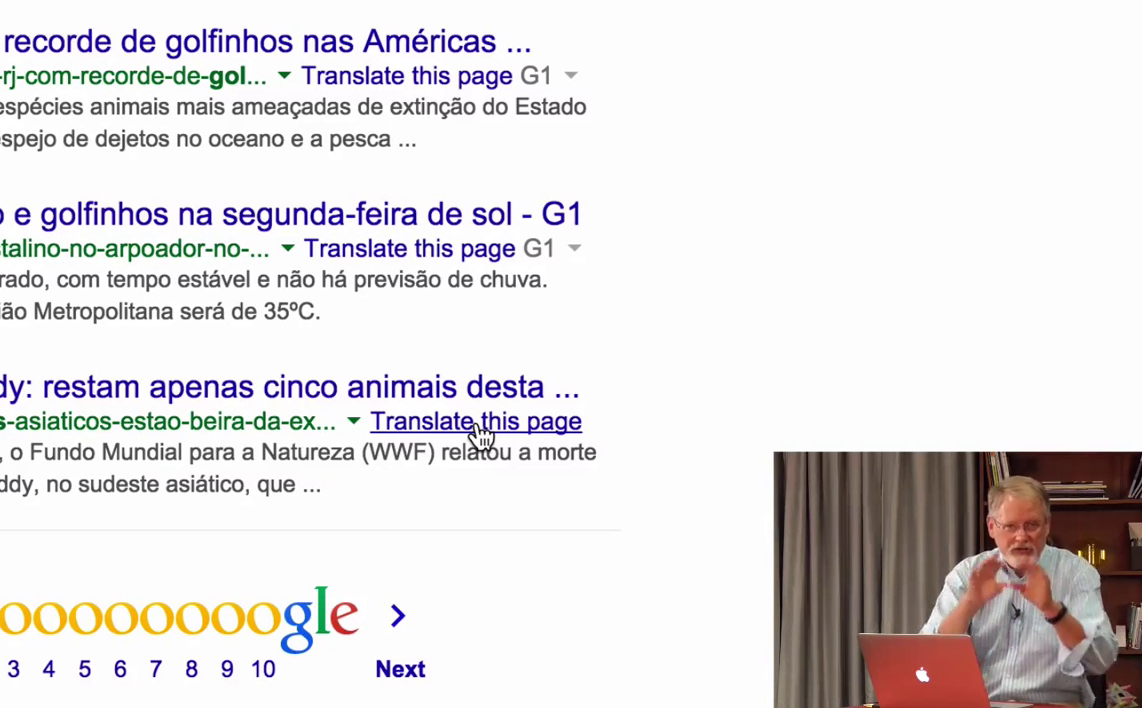 recorde de golfinhos nas Américas ...
-rj-com-recorde-de-gol... Translate this page G1
espécies animais mais ameaçadas de extinção do Estado
spejo de dejetos no oceano e a pesca ...
o e golfinhos na segunda-feira de sol - G1
stalino-no-arpoador-no-... Translate this page G1
rado, com tempo estável e não há previsão de chuva.
ião Metropolitana será de 35ºC.
dy: restam apenas cinco animais desta ...
s-asiaticos-estao-beira-da-ex... Translate this page
, o Fundo Mundial para a Natureza (WWF) relatou a morte
ddy, no sudeste asiático, que ...
oooooooogle >
3 4 5 6 7 8 9 10 Next